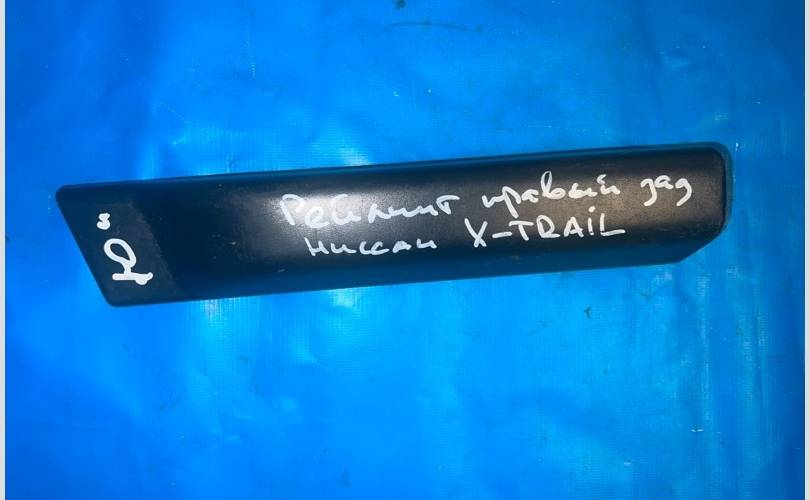 Рейлинг правый зад
Ниссан X-TRAIL
Ю"